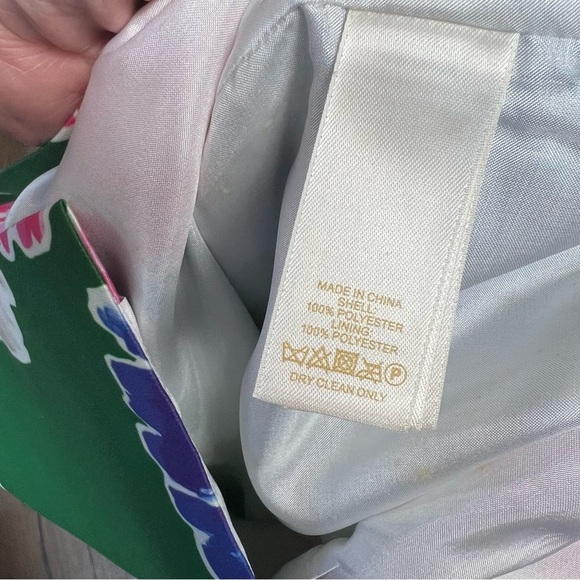 MADE IN CHINA
SHELL:
100% POLYESTER
LINING:
100% POLYESTER
P
DRY CLEAN ONLY